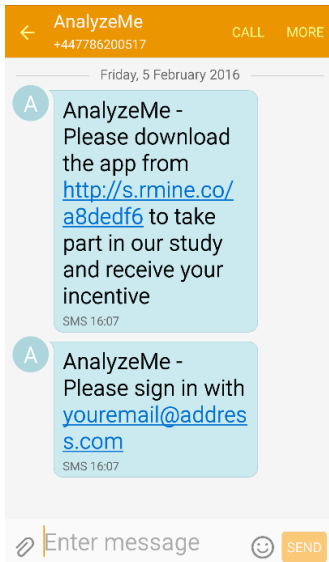 AnalyzeMe
+447786200517
CALL MORE
Friday, 5 February 2016
A
AnalyzeMe -
Please download
the app from
http://s.rmine.co/
a8dedf6 to take
part in our study
and receive your
incentive
SMS 16:07
A
AnalyzeMe -
Please sign in with
youremail@addres
s.com
SMS 16:07
Enter message
SEND